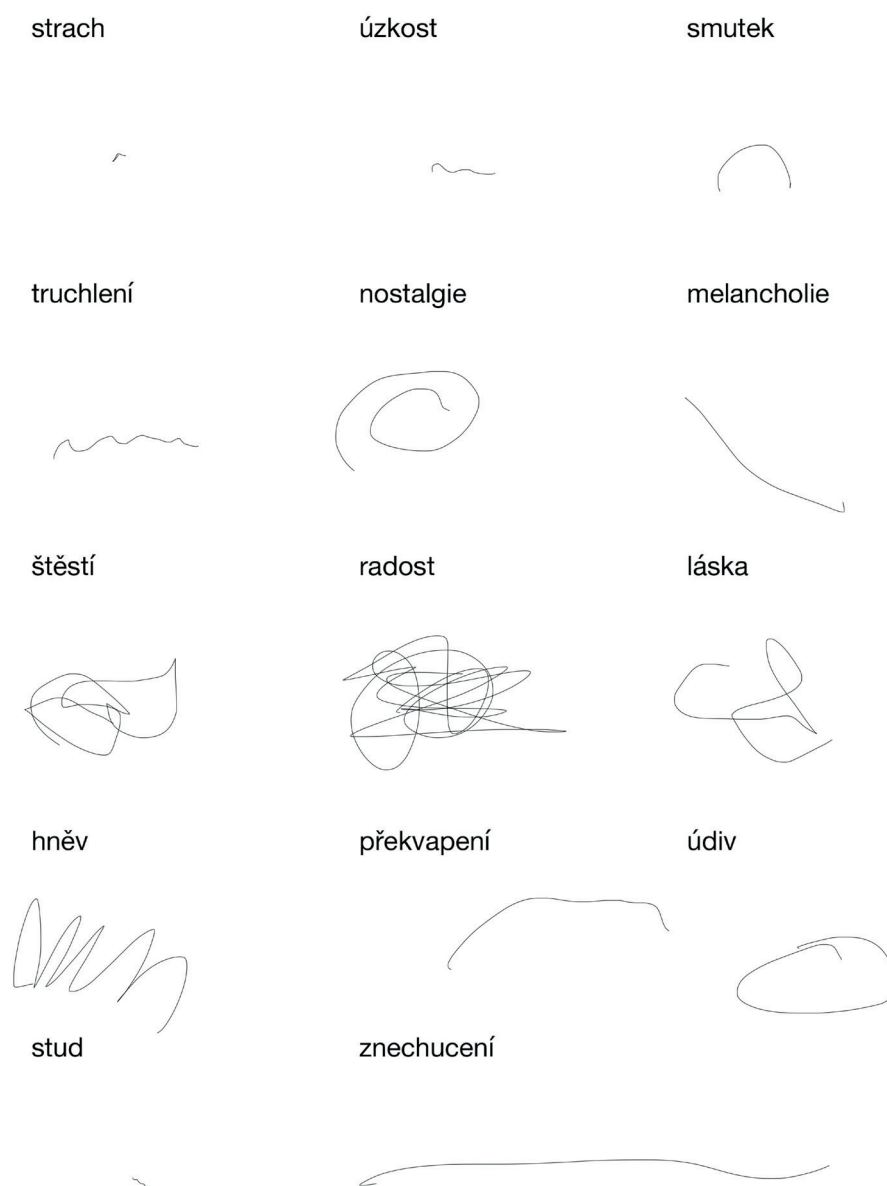 strach úzkost smutek
truchlení nostalgie melancholie
štěstí radost láska
hněv překvapení údiv
stud znechucení